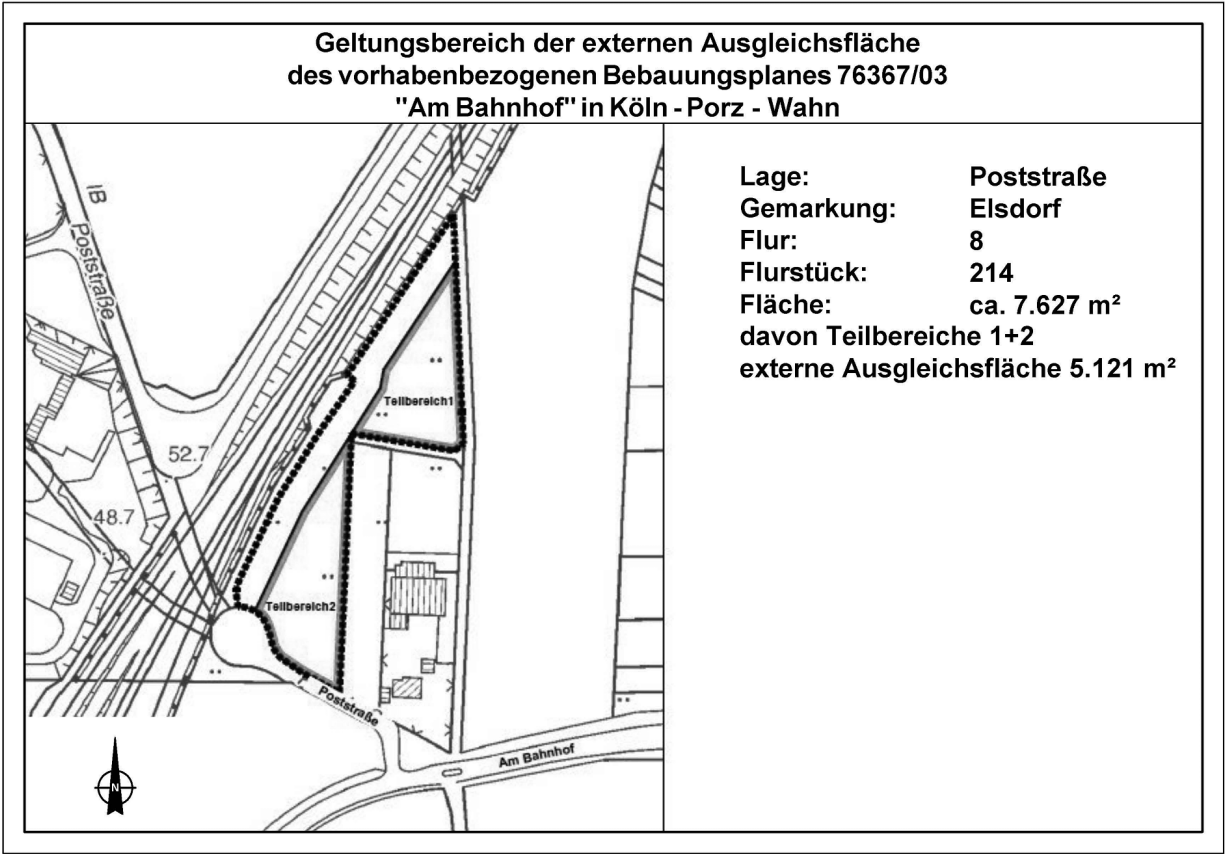 Geltungsbereich der externen Ausgleichsfläche
des vorhabenbezogenen Bebauungsplanes 76367/03
"Am Bahnhof" in Köln - Porz - Wahn
Lage: Poststraße
Gemarkung: Elsdorf
Flur: 8
Flurstück: 214
Fläche: ca. 7.627 m²
davon Teilbereiche 1+2
externe Ausgleichsfläche 5.121 m²
IB
Poststraße
Teilbereich1
52.7
48.7
Teilbereich2
Poststraße
Am Bahnhof
N